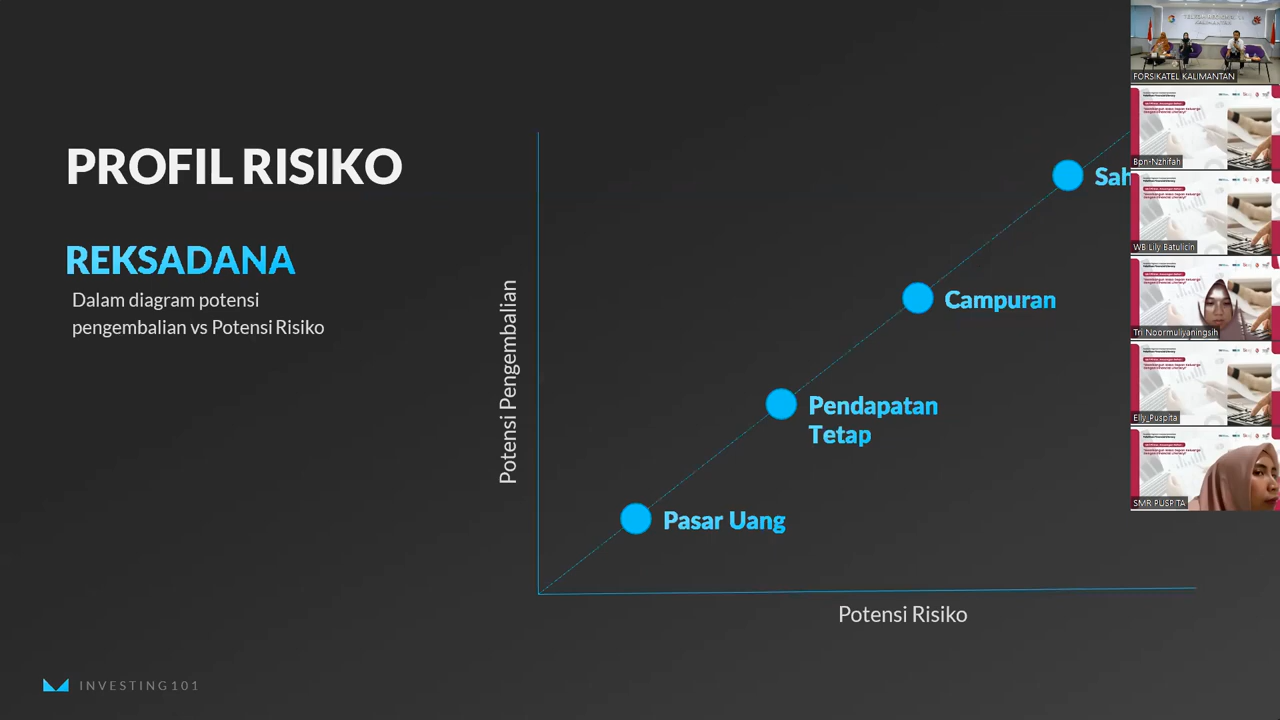 PROFIL RISIKO
REKSADANA
Dalam diagram potensi
pengembalian vs Potensi Risiko
Potensi Pengembalian
Sah
Campuran
Pendapatan
Tetap
Pasar Uang
Potensi Risiko
INVESTING101
FORSIKATEL KALIMANTAN
Bpn-Nzhifah
WB Lily Batulicin
Tri Noormuliyaningsih
Elly_Puspita
SMR PUSPITA